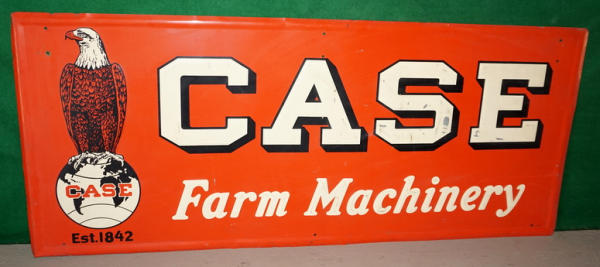 CASE
Farm Machinery
CASE
Est.1842